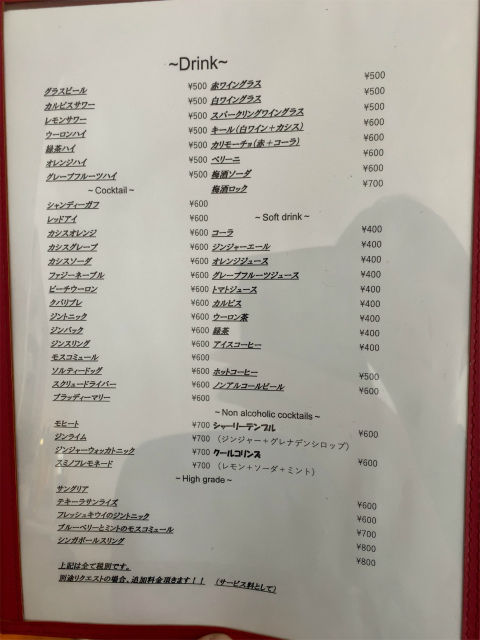 ~Drink~
グラスビール ¥500
カルピスサワー ¥500
レモンサワー ¥500
ウーロンハイ ¥500
緑茶ハイ ¥500
オレンジハイ ¥500
グレープフルーツハイ ¥500
~Cocktail~
シャンディーガフ ¥600
レッドアイ ¥600
カシスオレンジ ¥600
カシスグレープ ¥600
カシスソーダ ¥600
ファジーネーブル ¥600
ピーチウーロン ¥600
クバリブレ ¥600
ジントニック ¥600
ジンバック ¥600
ジンスリング ¥600
モスコミュール ¥600
ソルティードッグ ¥600
スクリュードライバー ¥600
ブラッディーマリー ¥600
モヒート ¥700
ジンライム ¥700
ジンジャーウォッカトニック ¥700
スミノフレモネード ¥700
赤ワイングラス ¥500
白ワイングラス ¥500
スパークリングワイングラス ¥500
キール(白ワイン+カシス) ¥600
カリモーチョ(赤+コーラ) ¥600
ベリーニ ¥600
梅酒ソーダ ¥600
梅酒ロック ¥700
~Soft drink~
コーラ ¥400
ジンジャーエール ¥400
オレンジジュース ¥400
グレープフルーツジュース ¥400
トマトジュース ¥400
カルピス ¥400
ウーロン茶 ¥400
緑茶 ¥400
アイスコーヒー ¥400
ホットコーヒー ¥500
ノンアルコールビール ¥600
~Non alcoholic cocktails~
シャーリーテンプル ¥600
(ジンジャー+グレナデンシロップ)
クールコリンズ ¥600
(レモン+ソーダ+ミント)
~High grade~
サングリア ¥600
テキーラサンライズ ¥600
フレッシュキウイのジントニック ¥700
ブルーベリーとミントのモスコミュール ¥800
シンガポールスリング ¥800
上記は全て税別です。
別途リクエストの場合、追加料金頂きます!! (サービス料として)